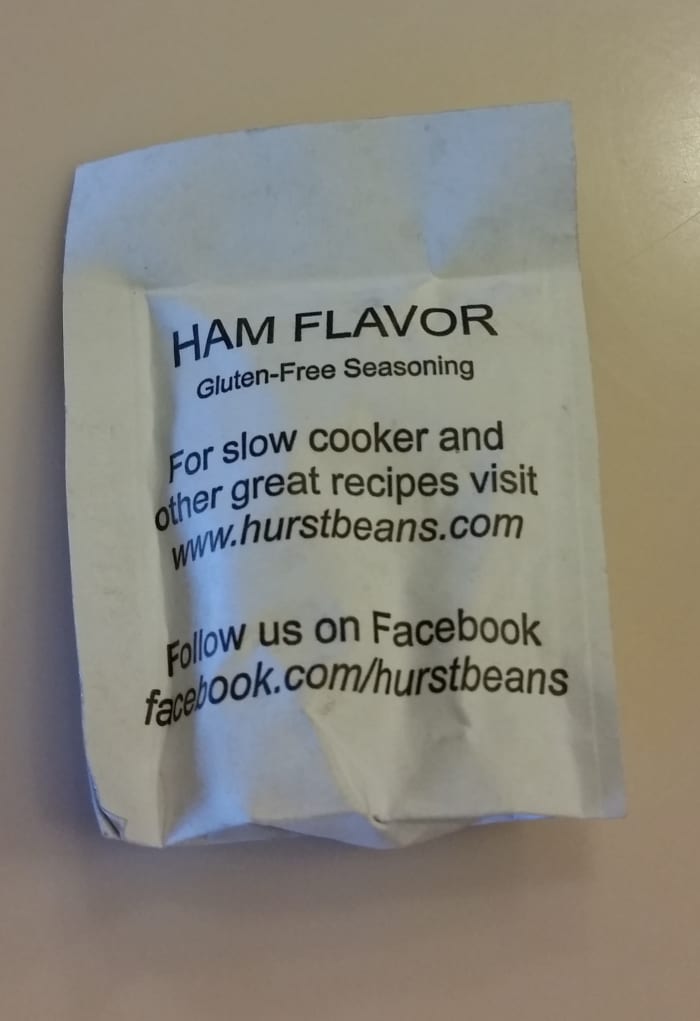 HAM FLAVOR
Gluten-Free Seasoning
For slow cooker and
other great recipes visit
www.hurstbeans.com
Follow us on Facebook
facebook.com/hurstbeans